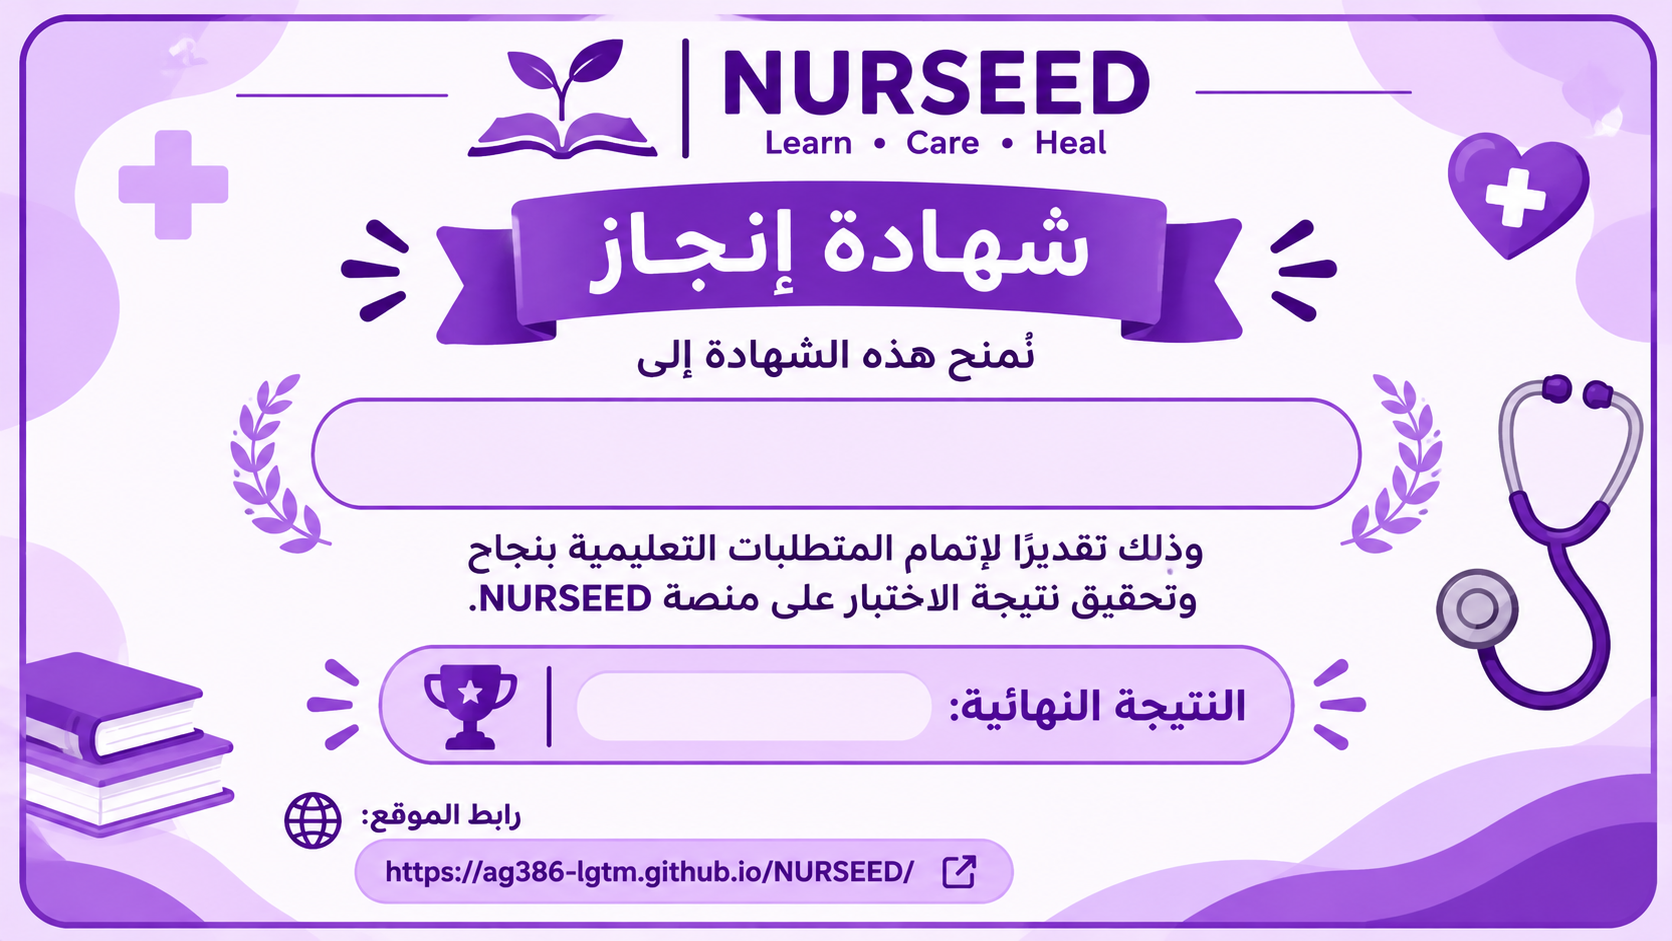 NURSEED
Learn • Care • Heal
شهادة إنجاز
تُمنح هذه الشهادة إلى
وذلك تقديرًا لإتمام المتطلبات التعليمية بنجاح
وتحقيق نتيجة الاختبار على منصة NURSEED.
النتيجة النهائية:
رابط الموقع:
https://ag386-lgtm.github.io/NURSEED/